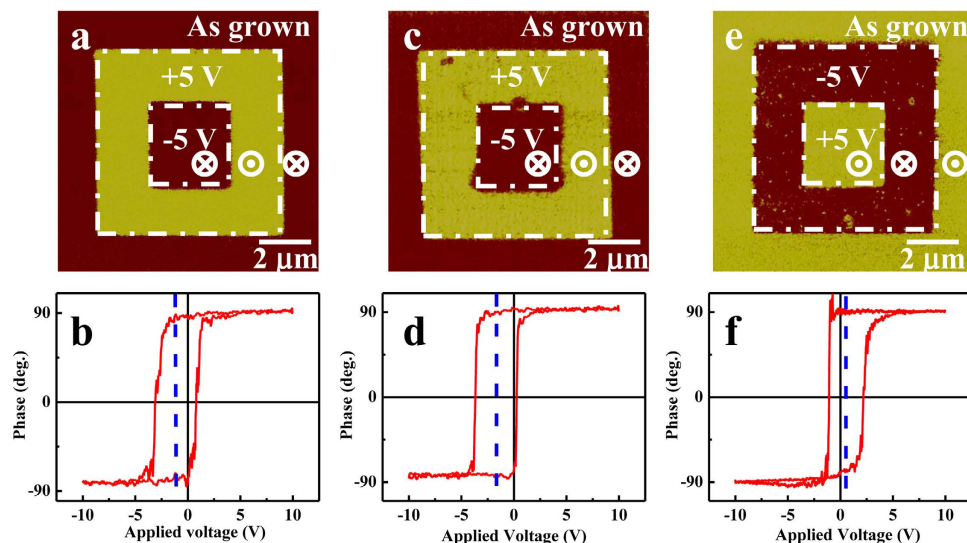 a
As grown
+5 V
-5 V
2 μm
c
As grown
+5 V
-5 V
2 μm
e
As grown
-5 V
+5 V
2 μm
b
Phase (deg.)
90
0
-90
-10
-5
0
5
10
Applied voltage (V)
d
Phase (deg.)
90
0
-90
-10
-5
0
5
10
Applied Voltage (V)
f
Phase (deg.)
90
0
-90
-10
-5
0
5
10
Applied Voltage (V)